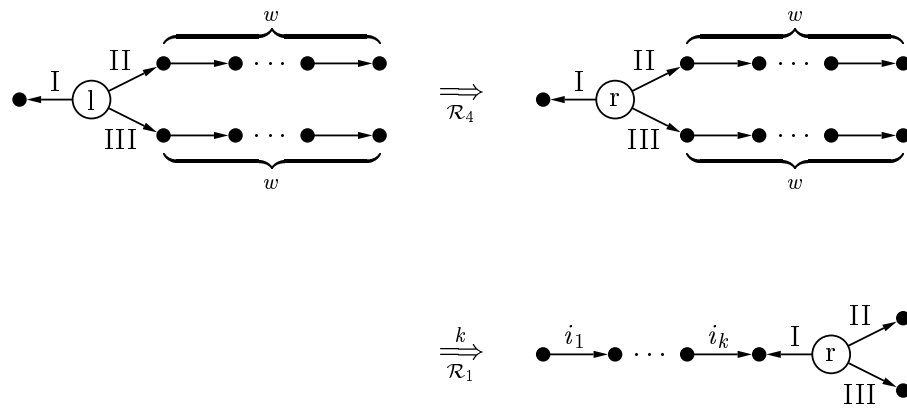 w w
I II l III
⟹ R₄
I II r III
w w
k ⟹ R₁
i₁ iₖ I II r III